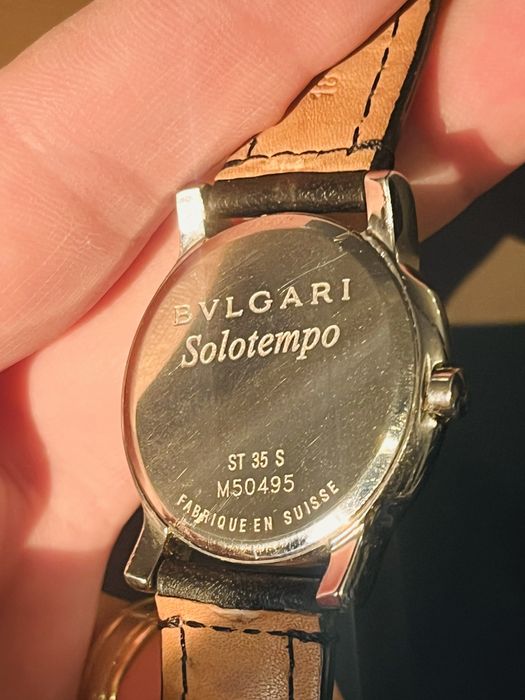 BVLGARI
Solotempo
ST 35 S
M50495
FABRIQUE EN SUISSE